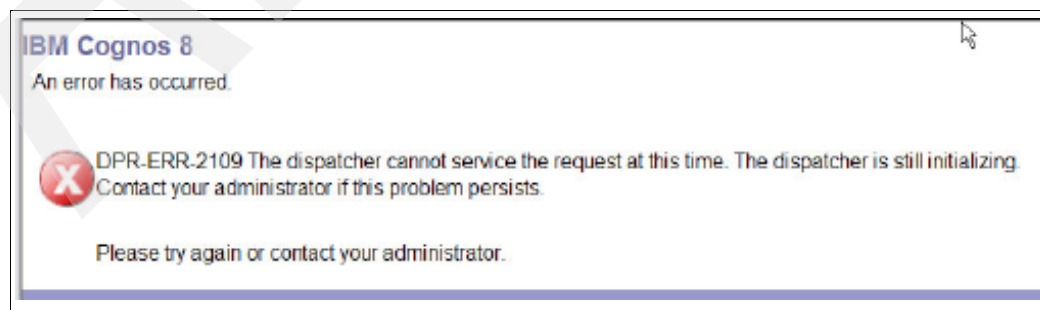 IBM Cognos 8
An error has occurred.
DPR-ERR-2109 The dispatcher cannot service the request at this time. The dispatcher is still initializing.
Contact your administrator if this problem persists.
Please try again or contact your administrator.